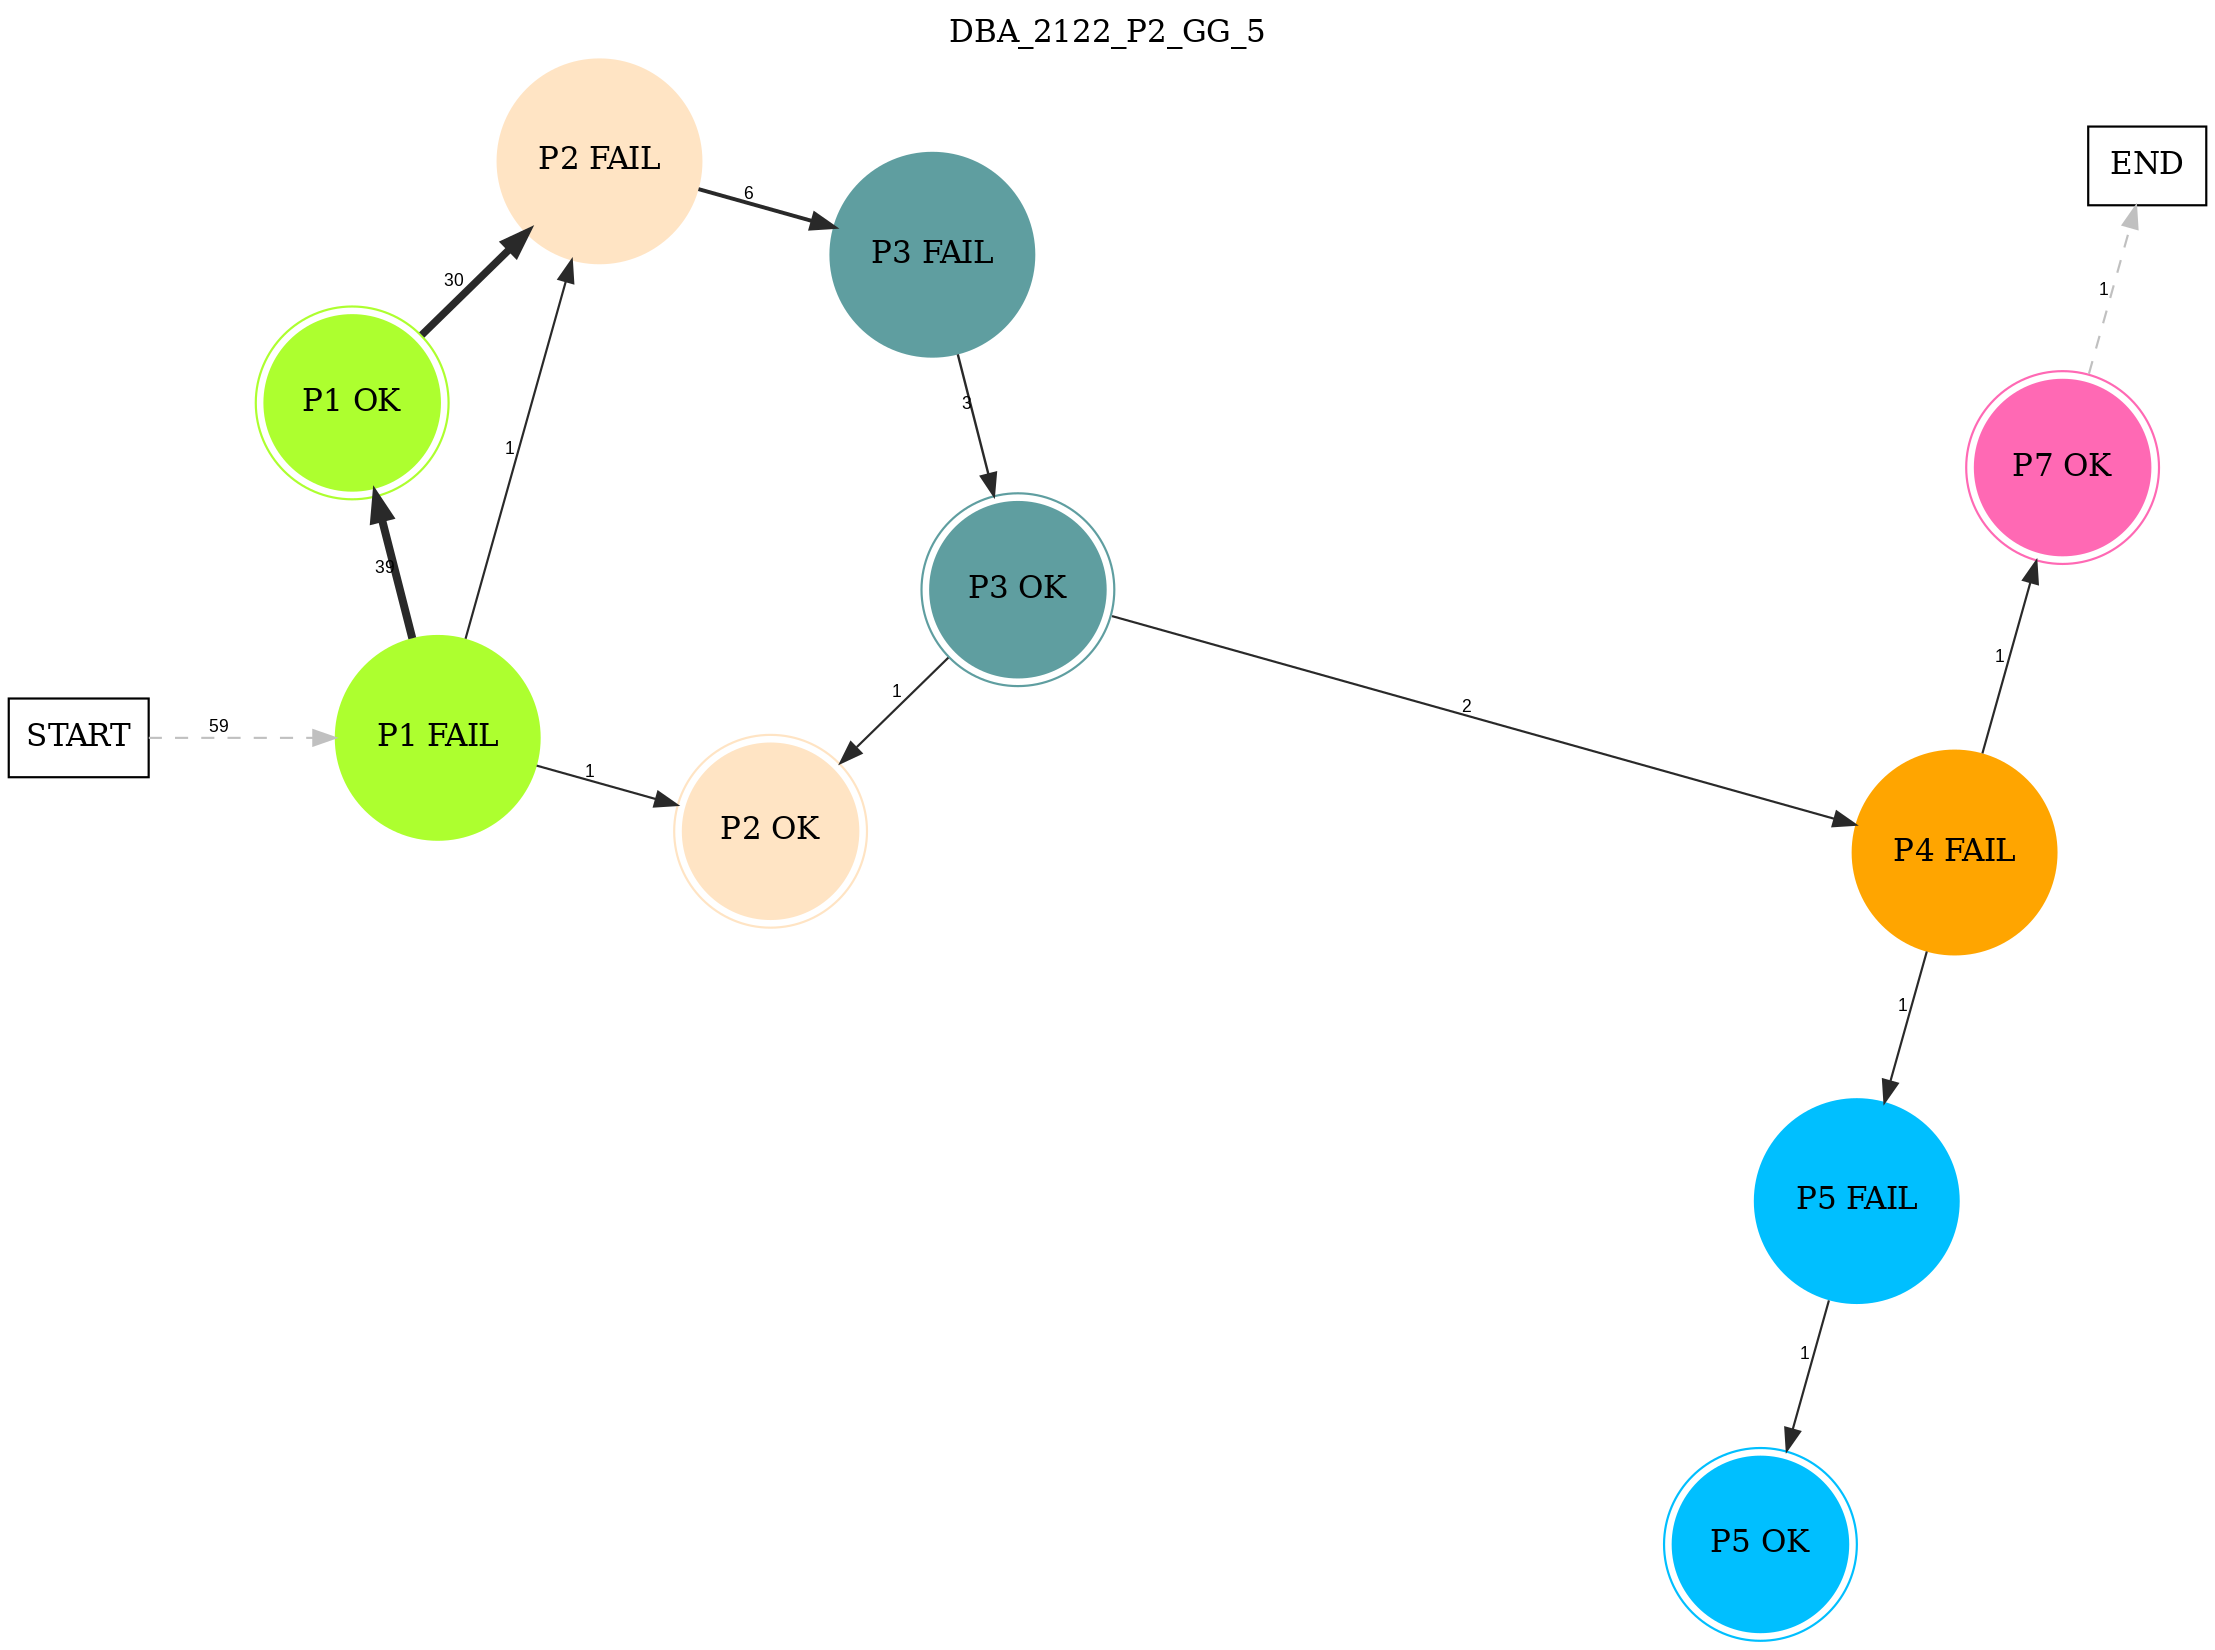 DBA_2122_P2_GG_5
P2 FAIL
END
6
P3 FAIL
30
1
P1 OK
3
1
P7 OK
39
P3 OK
1
1
2
START
59
P1 FAIL
1
P2 OK
P4 FAIL
1
P5 FAIL
1
P5 OK